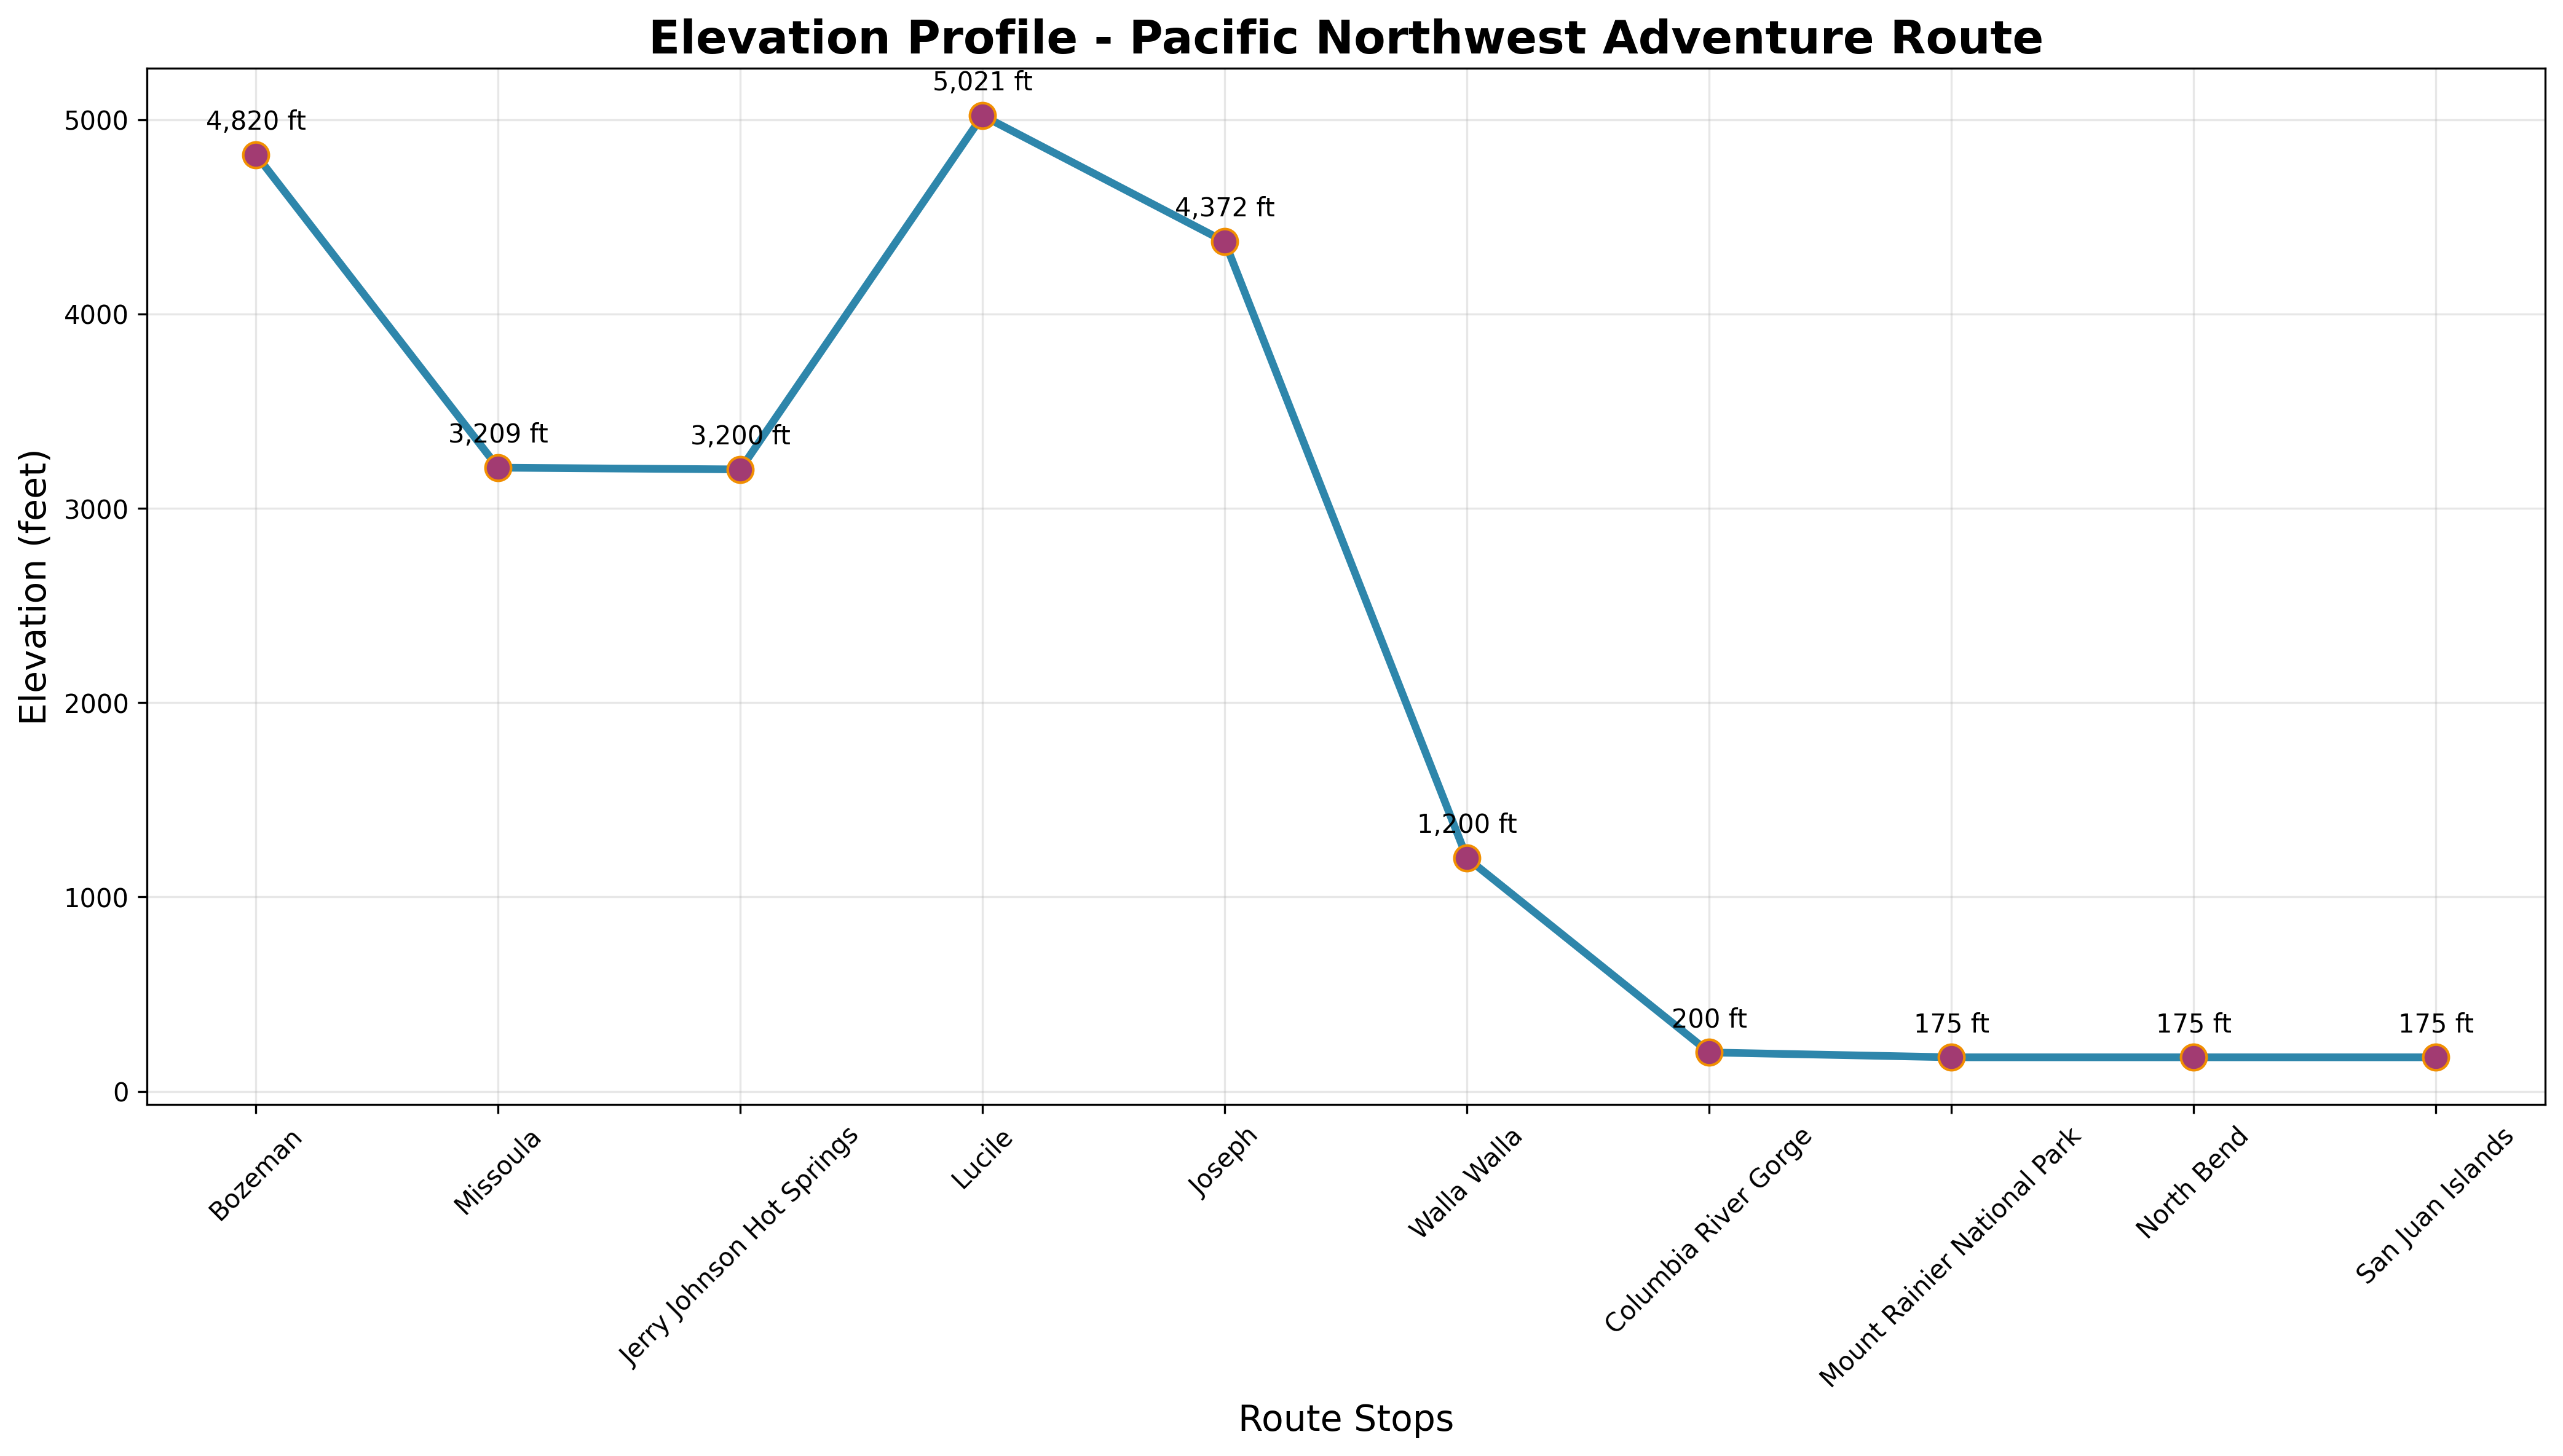 Elevation Profile - Pacific Northwest Adventure Route
Elevation (feet)
5000
4000
3000
2000
1000
0
4,820 ft
3,209 ft
3,200 ft
5,021 ft
4,372 ft
1,200 ft
200 ft
175 ft
175 ft
175 ft
Bozeman
Missoula
Jerry Johnson Hot Springs
Lucile
Joseph
Walla Walla
Columbia River Gorge
Mount Rainier National Park
North Bend
San Juan Islands
Route Stops